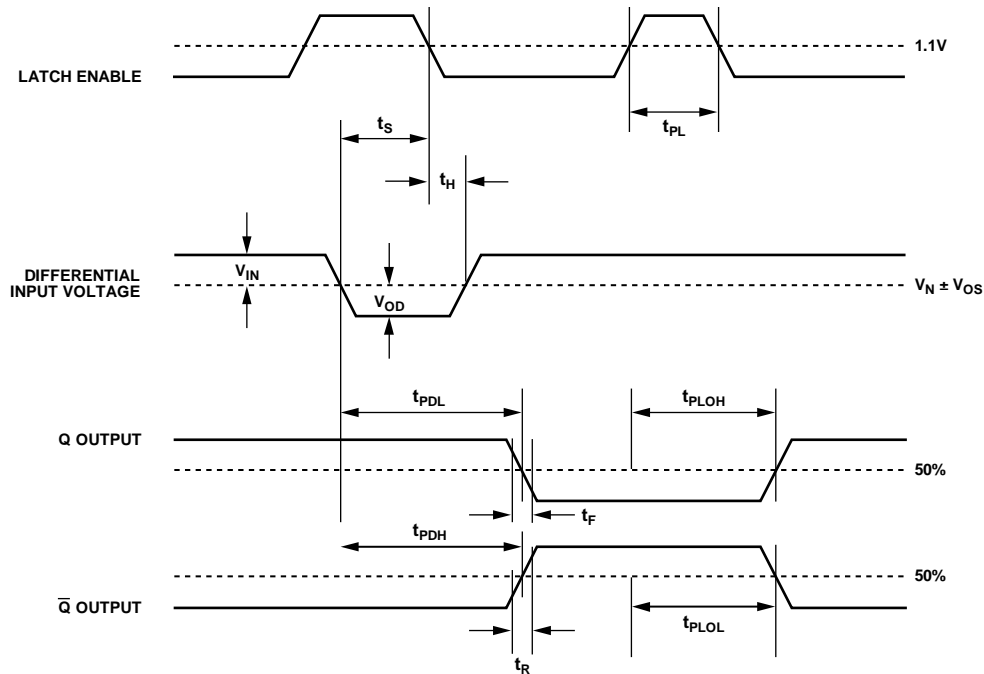 1.1V
LATCH ENABLE
tS
tPL
tH
VIN
DIFFERENTIAL
INPUT VOLTAGE
VOD
VN ± VOS
tPDL
tPLOH
Q OUTPUT
50%
tF
tPDH
50%
Q̅ OUTPUT
tPLOL
tR